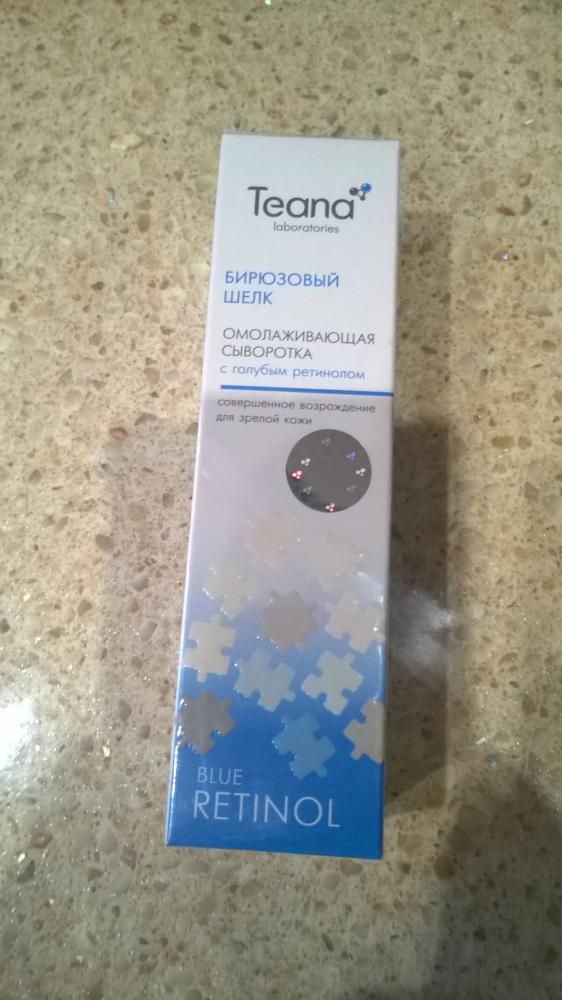 Teana
laboratories
БИРЮЗОВЫЙ
ШЕЛК
ОМОЛАЖИВАЮЩАЯ
СЫВОРОТКА
с голубым ретинолом
совершенное возрождение
для зрелой кожи
BLUE
RETINOL